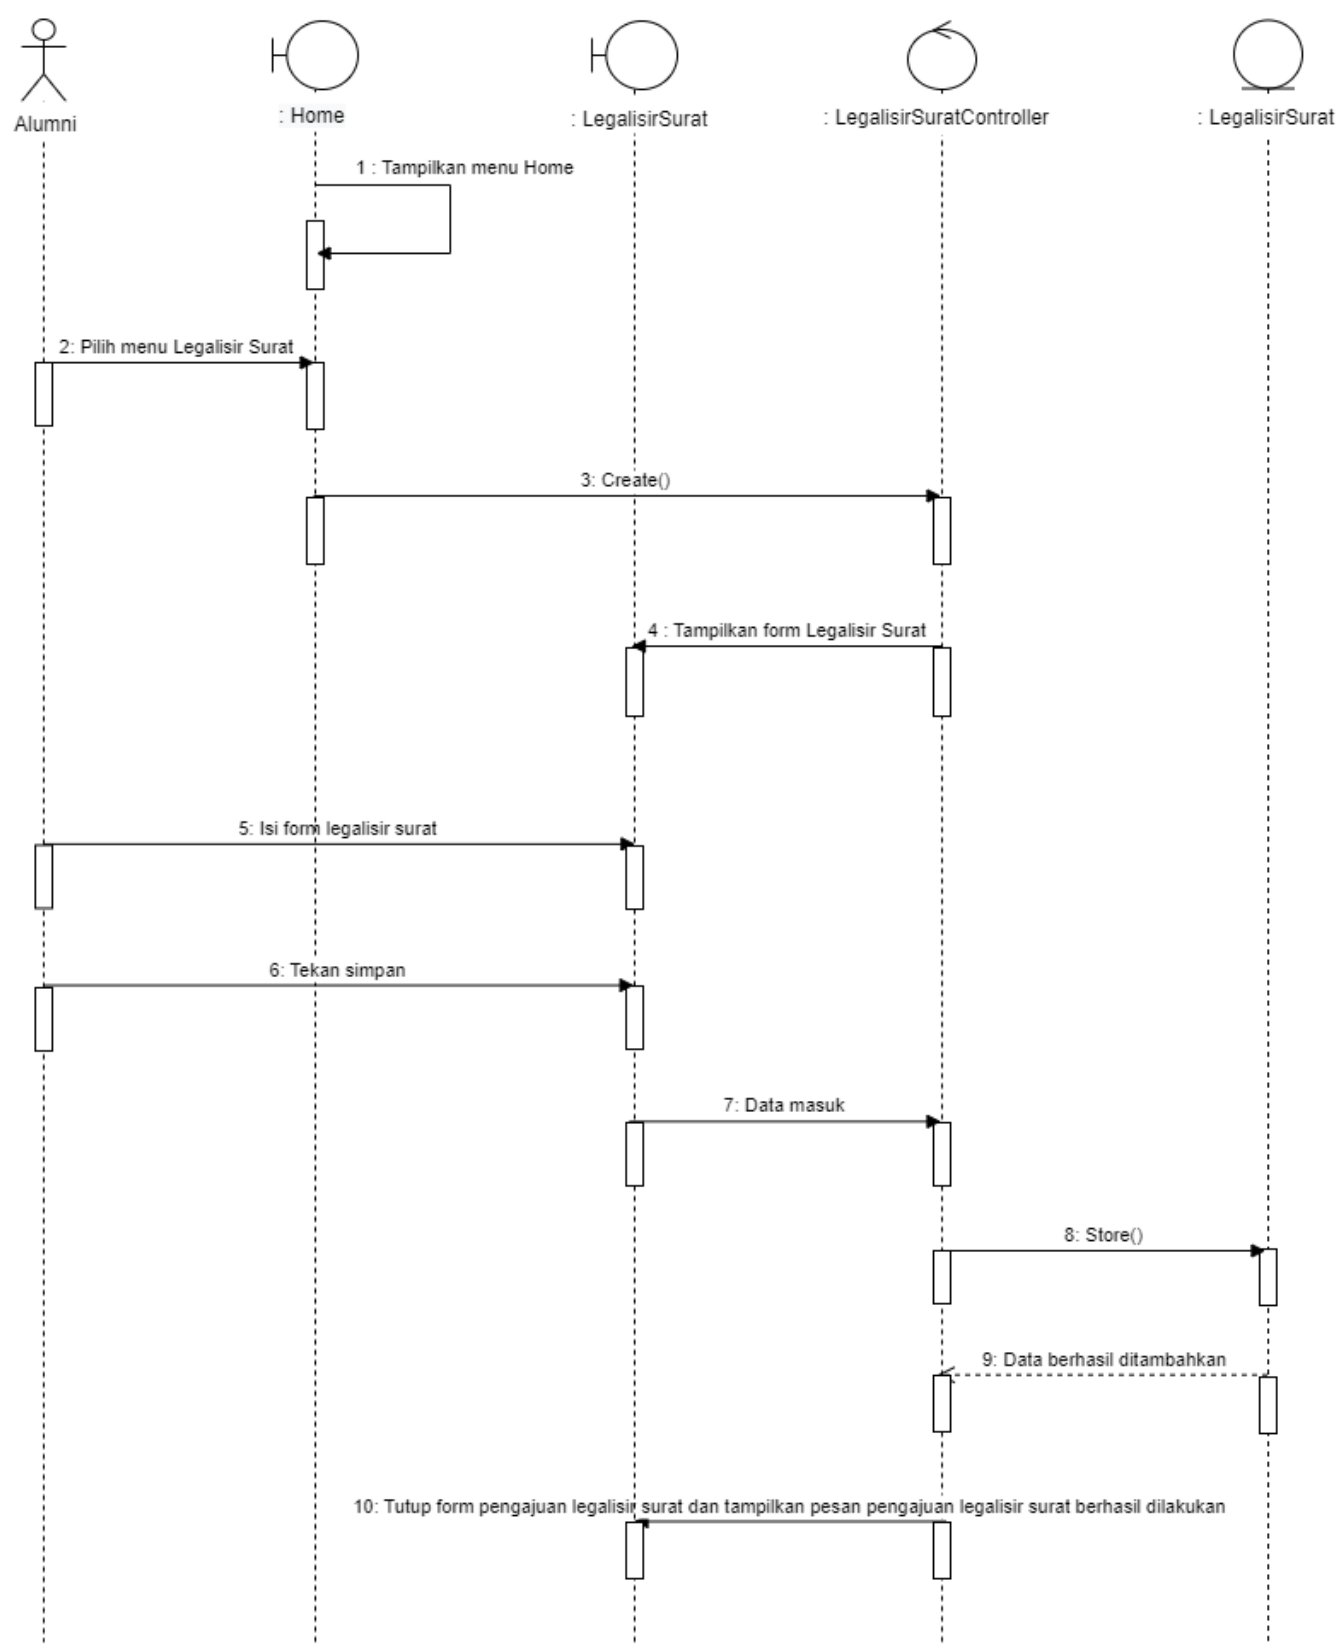 Alumni
: Home
: LegalisirSurat
: LegalisirSuratController
: LegalisirSurat
1 : Tampilkan menu Home
2: Pilih menu Legalisir Surat
3: Create()
4 : Tampilkan form Legalisir Surat
5: Isi form legalisir surat
6: Tekan simpan
7: Data masuk
8: Store()
9: Data berhasil ditambahkan
10: Tutup form pengajuan legalisir surat dan tampilkan pesan pengajuan legalisir surat berhasil dilakukan